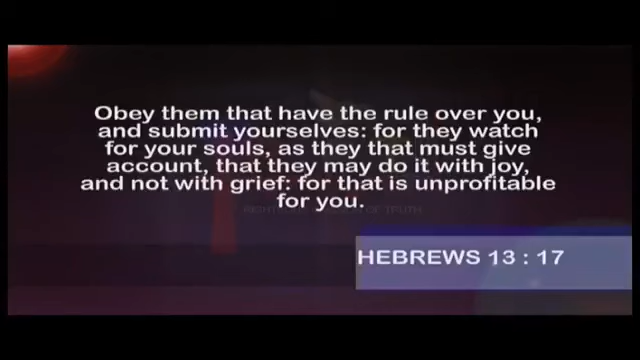 Obey them that have the rule over you,
and submit yourselves: for they watch
for your souls, as they that must give
account, that they may do it with joy,
and not with grief: for that is unprofitable
for you.
OF TRUTH
HEBREWS 13 : 17